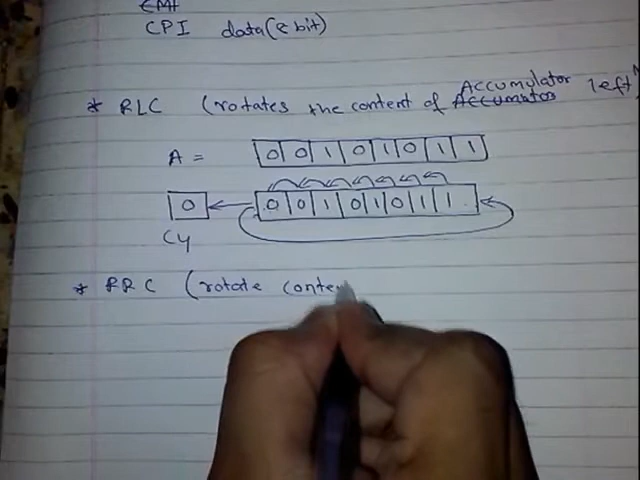 CMA
CPI data(8 bit)
* RLC (rotates the content of Accumulator left
A = 0 0 1 0 1 0 1 1
0 0 0 1 0 1 0 1 1
Cy
* RRC (rotate conte